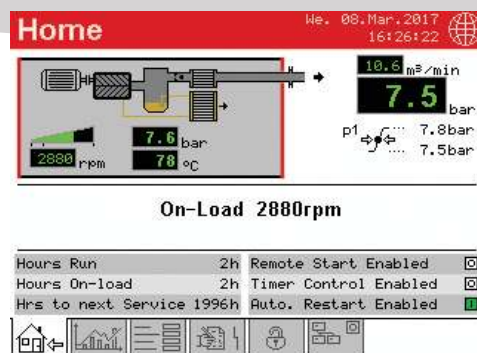 Home
We. 08.Mar.2017
16:26:22
10.6 m³/min
7.5 bar
7.6 bar
p1 7.8bar
7.5bar
2880 rpm
78 °C
On-Load 2880rpm
Hours Run 2h Remote Start Enabled O
Hours On-load 2h Timer Control Enabled O
Hrs to next Service 1996h Auto. Restart Enabled I